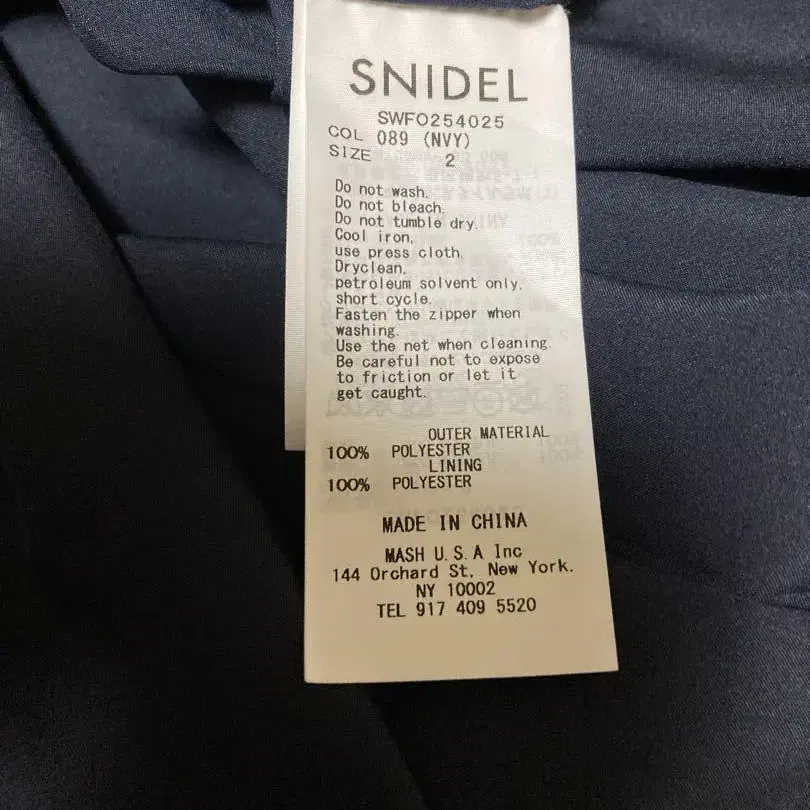 SNIDEL
SWFO254025
COL 089 (NVY)
SIZE 2
Do not wash.
Do not bleach.
Do not tumble dry.
Cool iron,
use press cloth.
Dryclean,
petroleum solvent only,
short cycle.
Fasten the zipper when
washing.
Use the net when cleaning.
Be careful not to expose
to friction or let it
get caught.
OUTER MATERIAL
100% POLYESTER
LINING
100% POLYESTER
MADE IN CHINA
MASH U.S.A Inc
144 Orchard St, New York.
NY 10002
TEL 917 409 5520